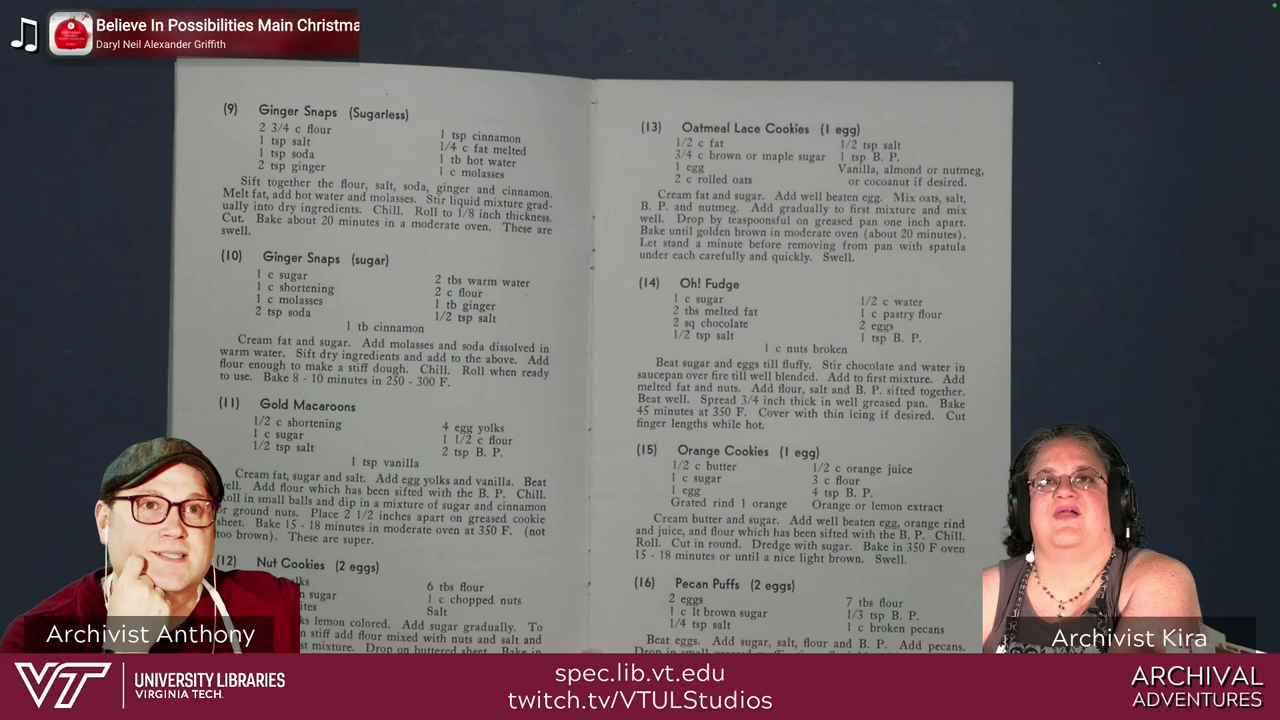 Believe In Possibilities Main Christma
Daryl Neil Alexander Griffith
(9) Ginger Snaps (Sugarless)
2 3/4 c flour
1 tsp salt
1 tsp soda
2 tsp ginger
1 tsp cinnamon
1/4 c fat melted
1 tb hot water
1 c molasses
Sift together the flour, salt, soda, ginger and cinnamon.
Melt fat, add hot water and molasses. Stir liquid mixture grad-
ually into dry ingredients. Chill. Roll to 1/8 inch thickness.
Cut. Bake about 20 minutes in a moderate oven. These are
swell.
(10) Ginger Snaps (sugar)
1 c sugar
1 c shortening
1 c molasses
2 tsp soda
2 tbs warm water
2 c flour
1 tb ginger
1/2 tsp salt
1 tb cinnamon
Cream fat and sugar. Add molasses and soda dissolved in
warm water. Sift dry ingredients and add to the above. Add
flour enough to make a stiff dough. Chill. Roll when ready
to use. Bake 8 - 10 minutes in 250 - 300 F.
(11) Gold Macaroons
1/2 c shortening
1 c sugar
1/2 tsp salt
4 egg yolks
1 1/2 c flour
2 tsp B. P.
1 tsp vanilla
Cream fat, sugar and salt. Add egg yolks and vanilla. Beat
well. Add flour which has been sifted with the B. P. Chill.
Roll in small balls and dip in a mixture of sugar and cinnamon
or ground nuts. Place 2 1/2 inches apart on greased cookie
sheet. Bake 15 - 18 minutes in moderate oven at 350 F. (not
too brown). These are super.
(12) Nut Cookies (2 eggs)
sugar
6 tbs flour
1 c chopped nuts
Salt
lemon colored. Add sugar gradually. To
stiff add flour mixed with nuts and salt and
mixture. Drop on buttered sheet. Bake in
(13) Oatmeal Lace Cookies (1 egg)
1/2 c fat
3/4 c brown or maple sugar
1 egg
2 c rolled oats
1/2 tsp salt
1 tsp B. P.
Vanilla, almond or nutmeg,
or cocoanut if desired.
Cream fat and sugar. Add well beaten egg. Mix oats, salt,
B. P. and nutmeg. Add gradually to first mixture and mix
well. Drop by teaspoonsful on greased pan one inch apart.
Bake until golden brown in moderate oven (about 20 minutes).
Let stand a minute before removing from pan with spatula
under each carefully and quickly. Swell.
(14) Oh! Fudge
1 c sugar
2 tbs melted fat
2 sq chocolate
1/2 tsp salt
1/2 c water
1 c pastry flour
2 eggs
1 tsp B. P.
1 c nuts broken
Beat sugar and eggs till fluffy. Stir chocolate and water in
saucepan over fire till well blended. Add to first mixture. Add
melted fat and nuts. Add flour, salt and B. P. sifted together.
Beat well. Spread 3/4 inch thick in well greased pan. Bake
45 minutes at 350 F. Cover with thin icing if desired. Cut
finger lengths while hot.
(15) Orange Cookies (1 egg)
1/2 c butter
1 c sugar
1 egg
Grated rind 1 orange
1/2 c orange juice
3 c flour
4 tsp B. P.
Orange or lemon extract
Cream butter and sugar. Add well beaten egg, orange rind
and juice, and flour which has been sifted with the B. P. Chill.
Roll. Cut in round. Dredge with sugar. Bake in 350 F oven
15 - 18 minutes or until a nice light brown. Swell.
(16) Pecan Puffs (2 eggs)
2 eggs
1 c lt brown sugar
1/4 tsp salt
7 tbs flour
1/3 tsp B. P.
1 c broken pecans
Beat eggs. Add sugar, salt, flour and B. P. Add pecans.
Archivist Anthony
Archivist Kira
VT
UNIVERSITY LIBRARIES
VIRGINIA TECH.
spec.lib.vt.edu
twitch.tv/VTULStudios
ARCHIVAL
ADVENTURES